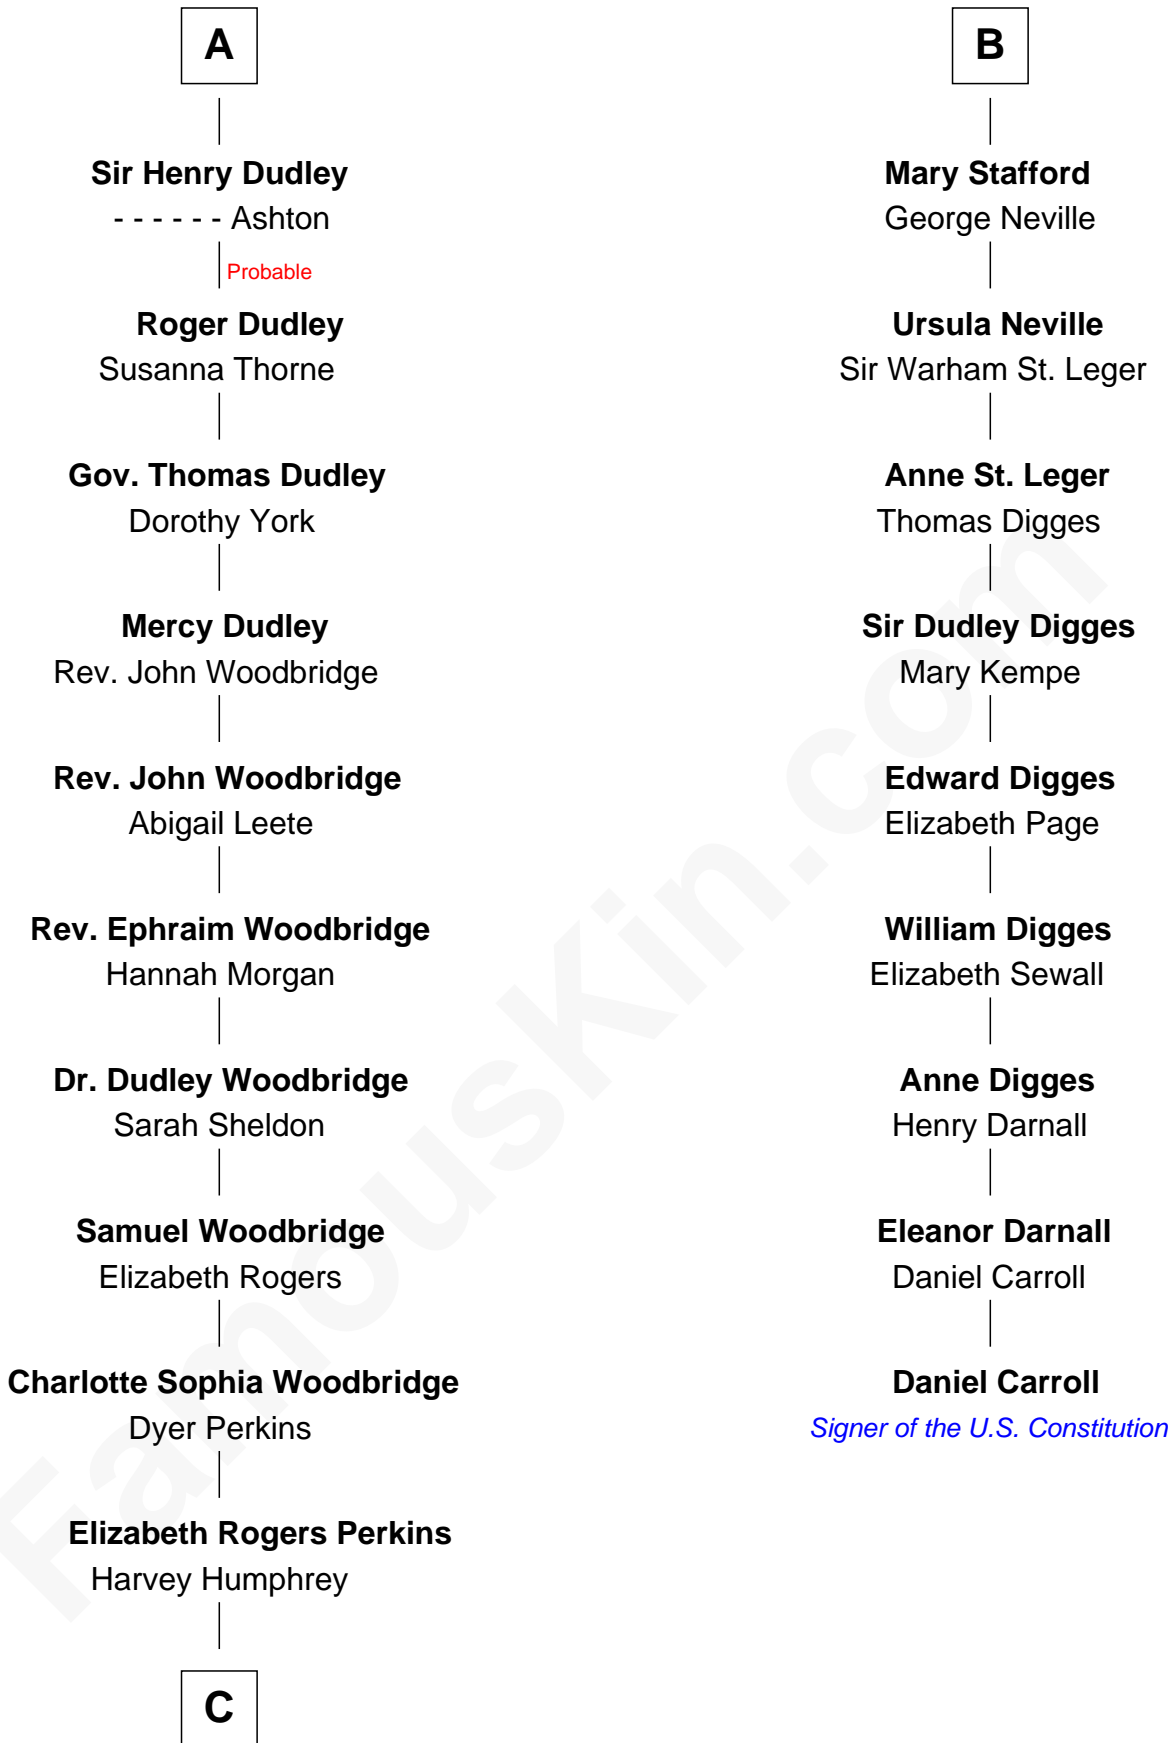 A
Sir Henry Dudley
- - - - - - Ashton
Probable
Roger Dudley
Susanna Thorne
Gov. Thomas Dudley
Dorothy York
Mercy Dudley
Rev. John Woodbridge
Rev. John Woodbridge
Abigail Leete
Rev. Ephraim Woodbridge
Hannah Morgan
Dr. Dudley Woodbridge
Sarah Sheldon
Samuel Woodbridge
Elizabeth Rogers
Charlotte Sophia Woodbridge
Dyer Perkins
Elizabeth Rogers Perkins
Harvey Humphrey
C
B
Mary Stafford
George Neville
Ursula Neville
Sir Warham St. Leger
Anne St. Leger
Thomas Digges
Sir Dudley Digges
Mary Kempe
Edward Digges
Elizabeth Page
William Digges
Elizabeth Sewall
Anne Digges
Henry Darnall
Eleanor Darnall
Daniel Carroll
Daniel Carroll
Signer of the U.S. Constitution
FamousKin.com